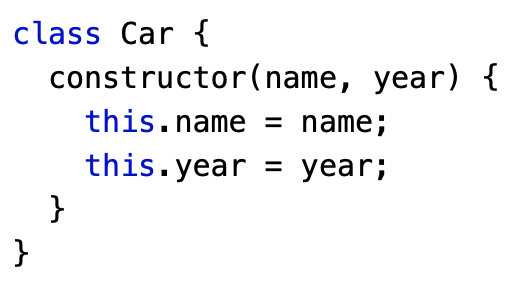 class Car {
  constructor(name, year) {
    this.name = name;
    this.year = year;
  }
}